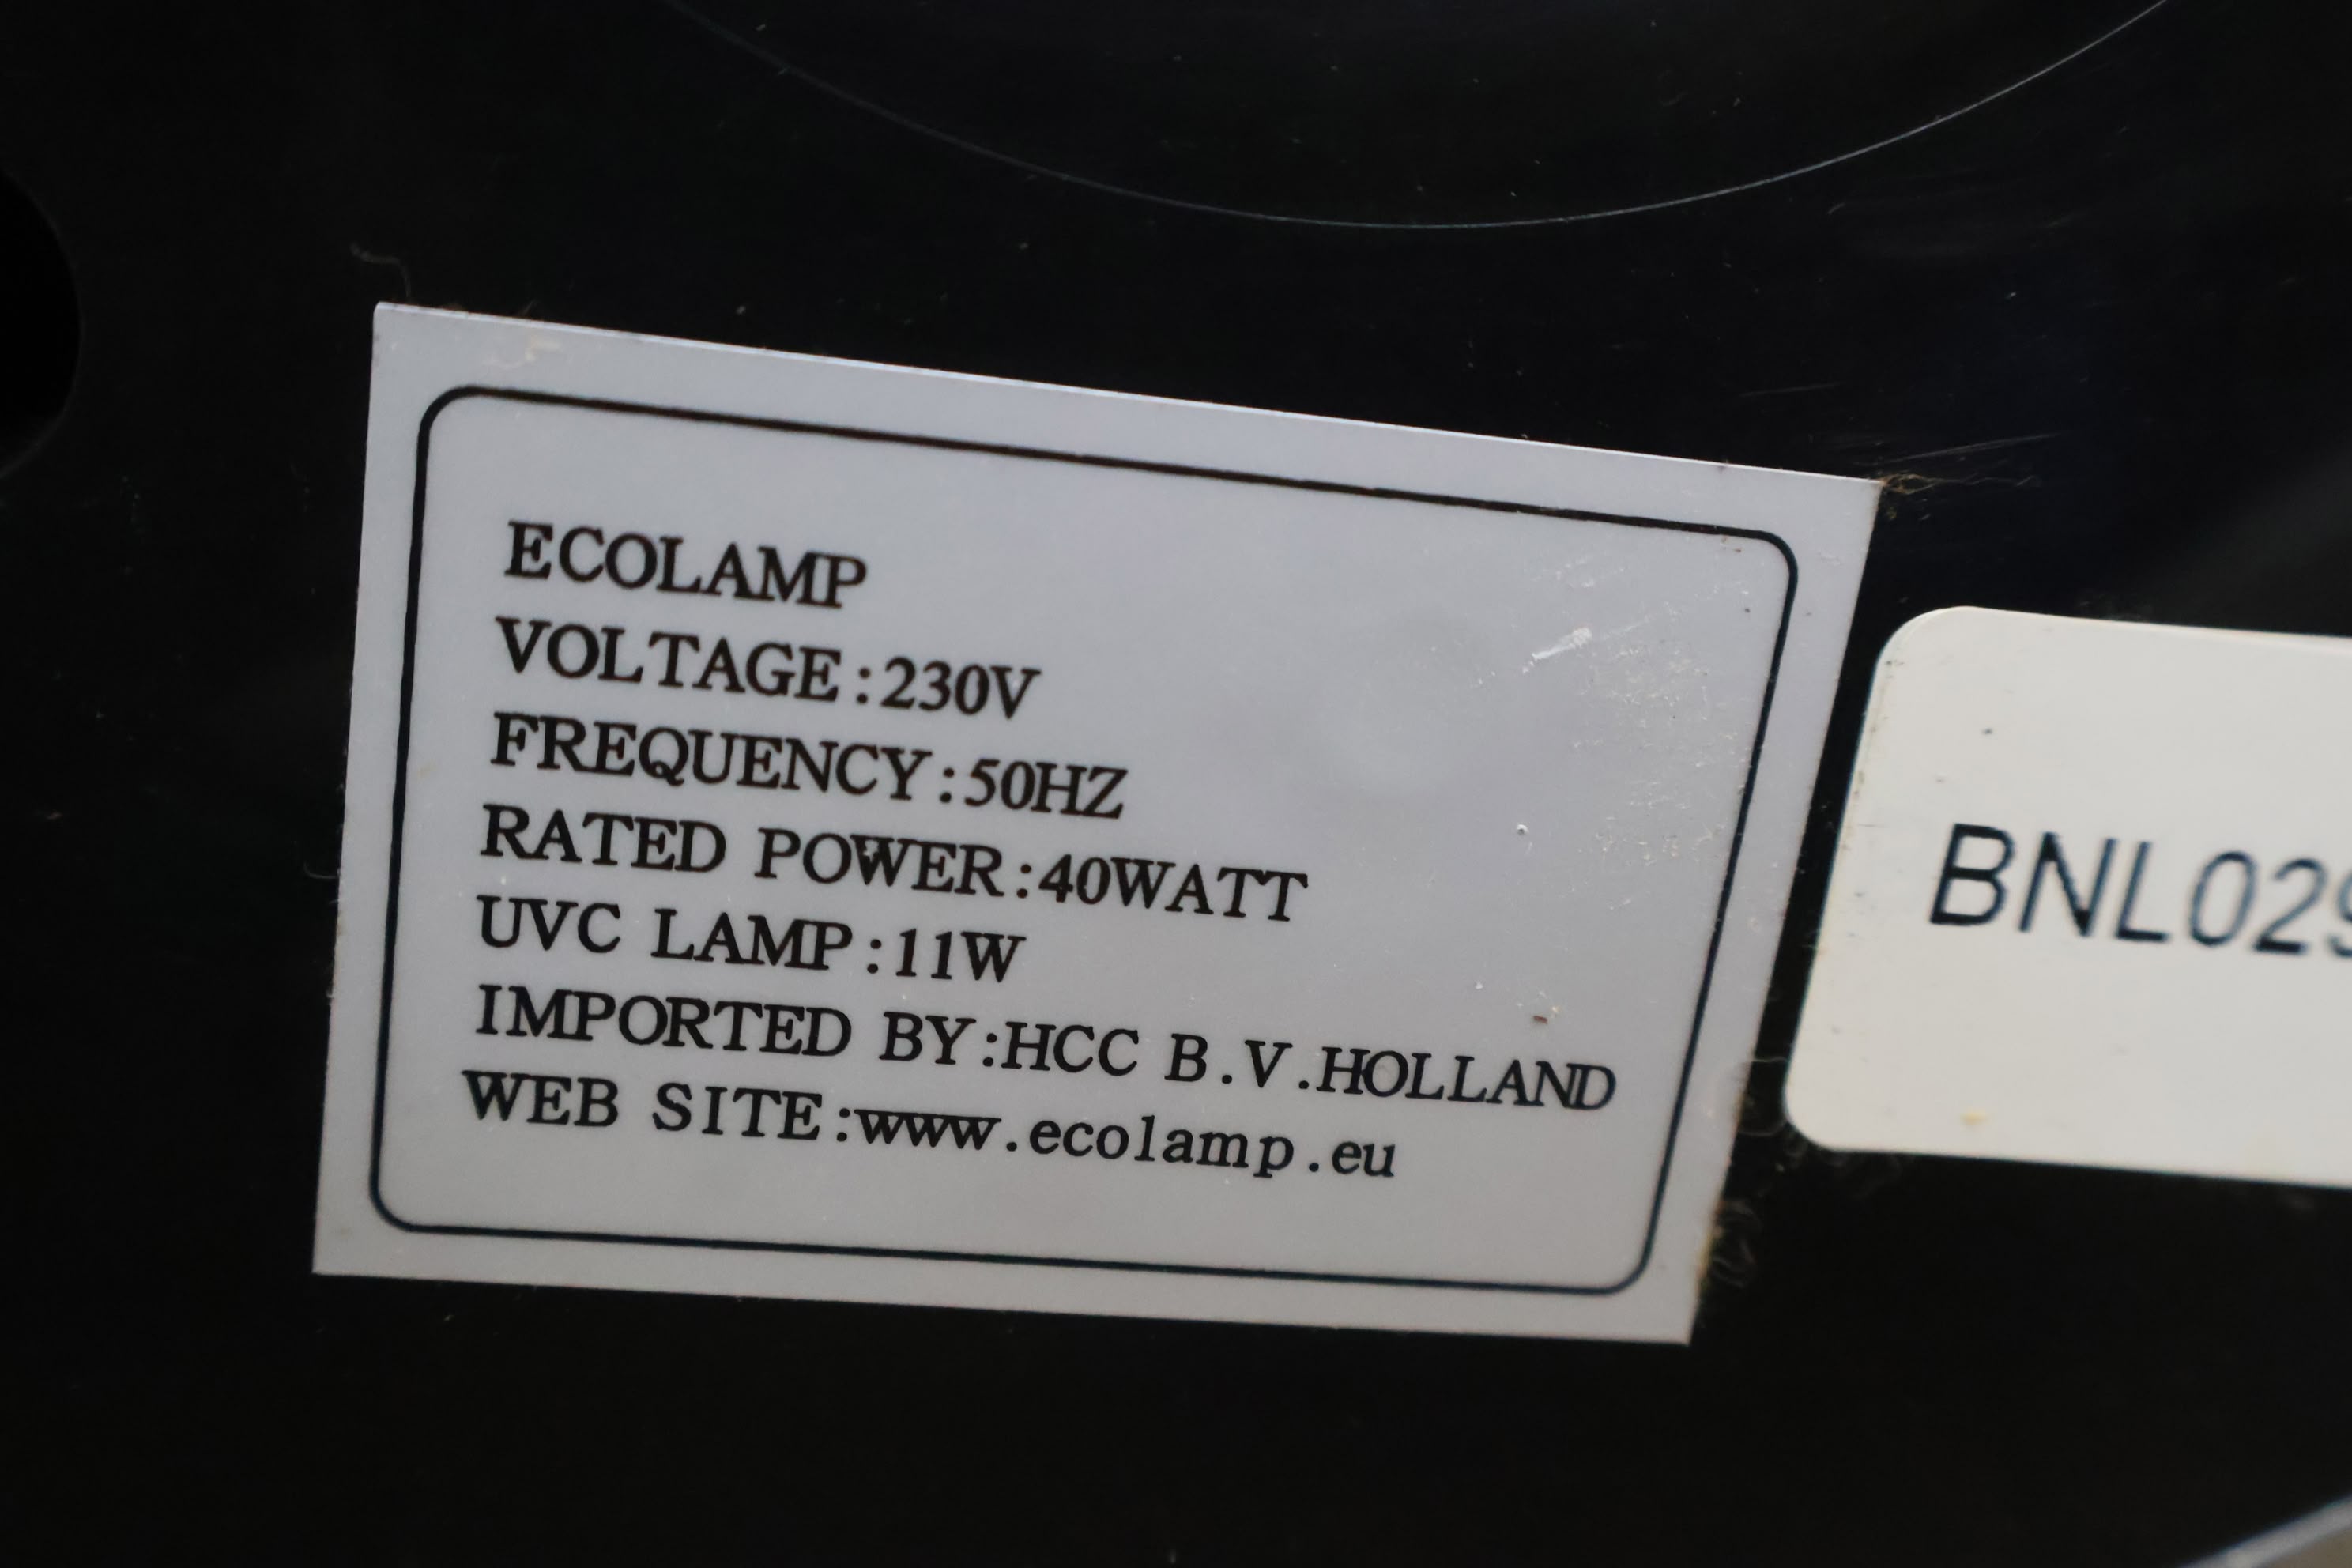 ECOLAMP
VOLTAGE:230V
FREQUENCY:50HZ
RATED POWER:40WATT
UVC LAMP:11W
IMPORTED BY:HCC B.V.HOLLAND
WEB SITE:www.ecolamp.eu
BNL029